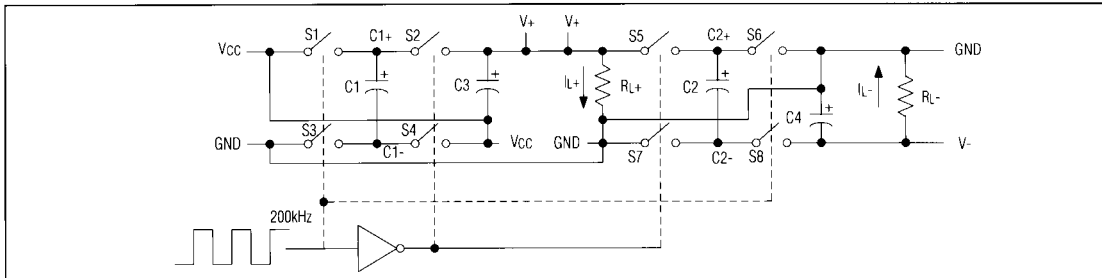 V+ V+
S1 C1+ S2 S5 C2+ S6
VCC GND
C1 C3 RL+ IL+ C2 IL- RL-
C4
S3 S4 S7 S8
GND C1- VCC GND C2- V-
200kHz